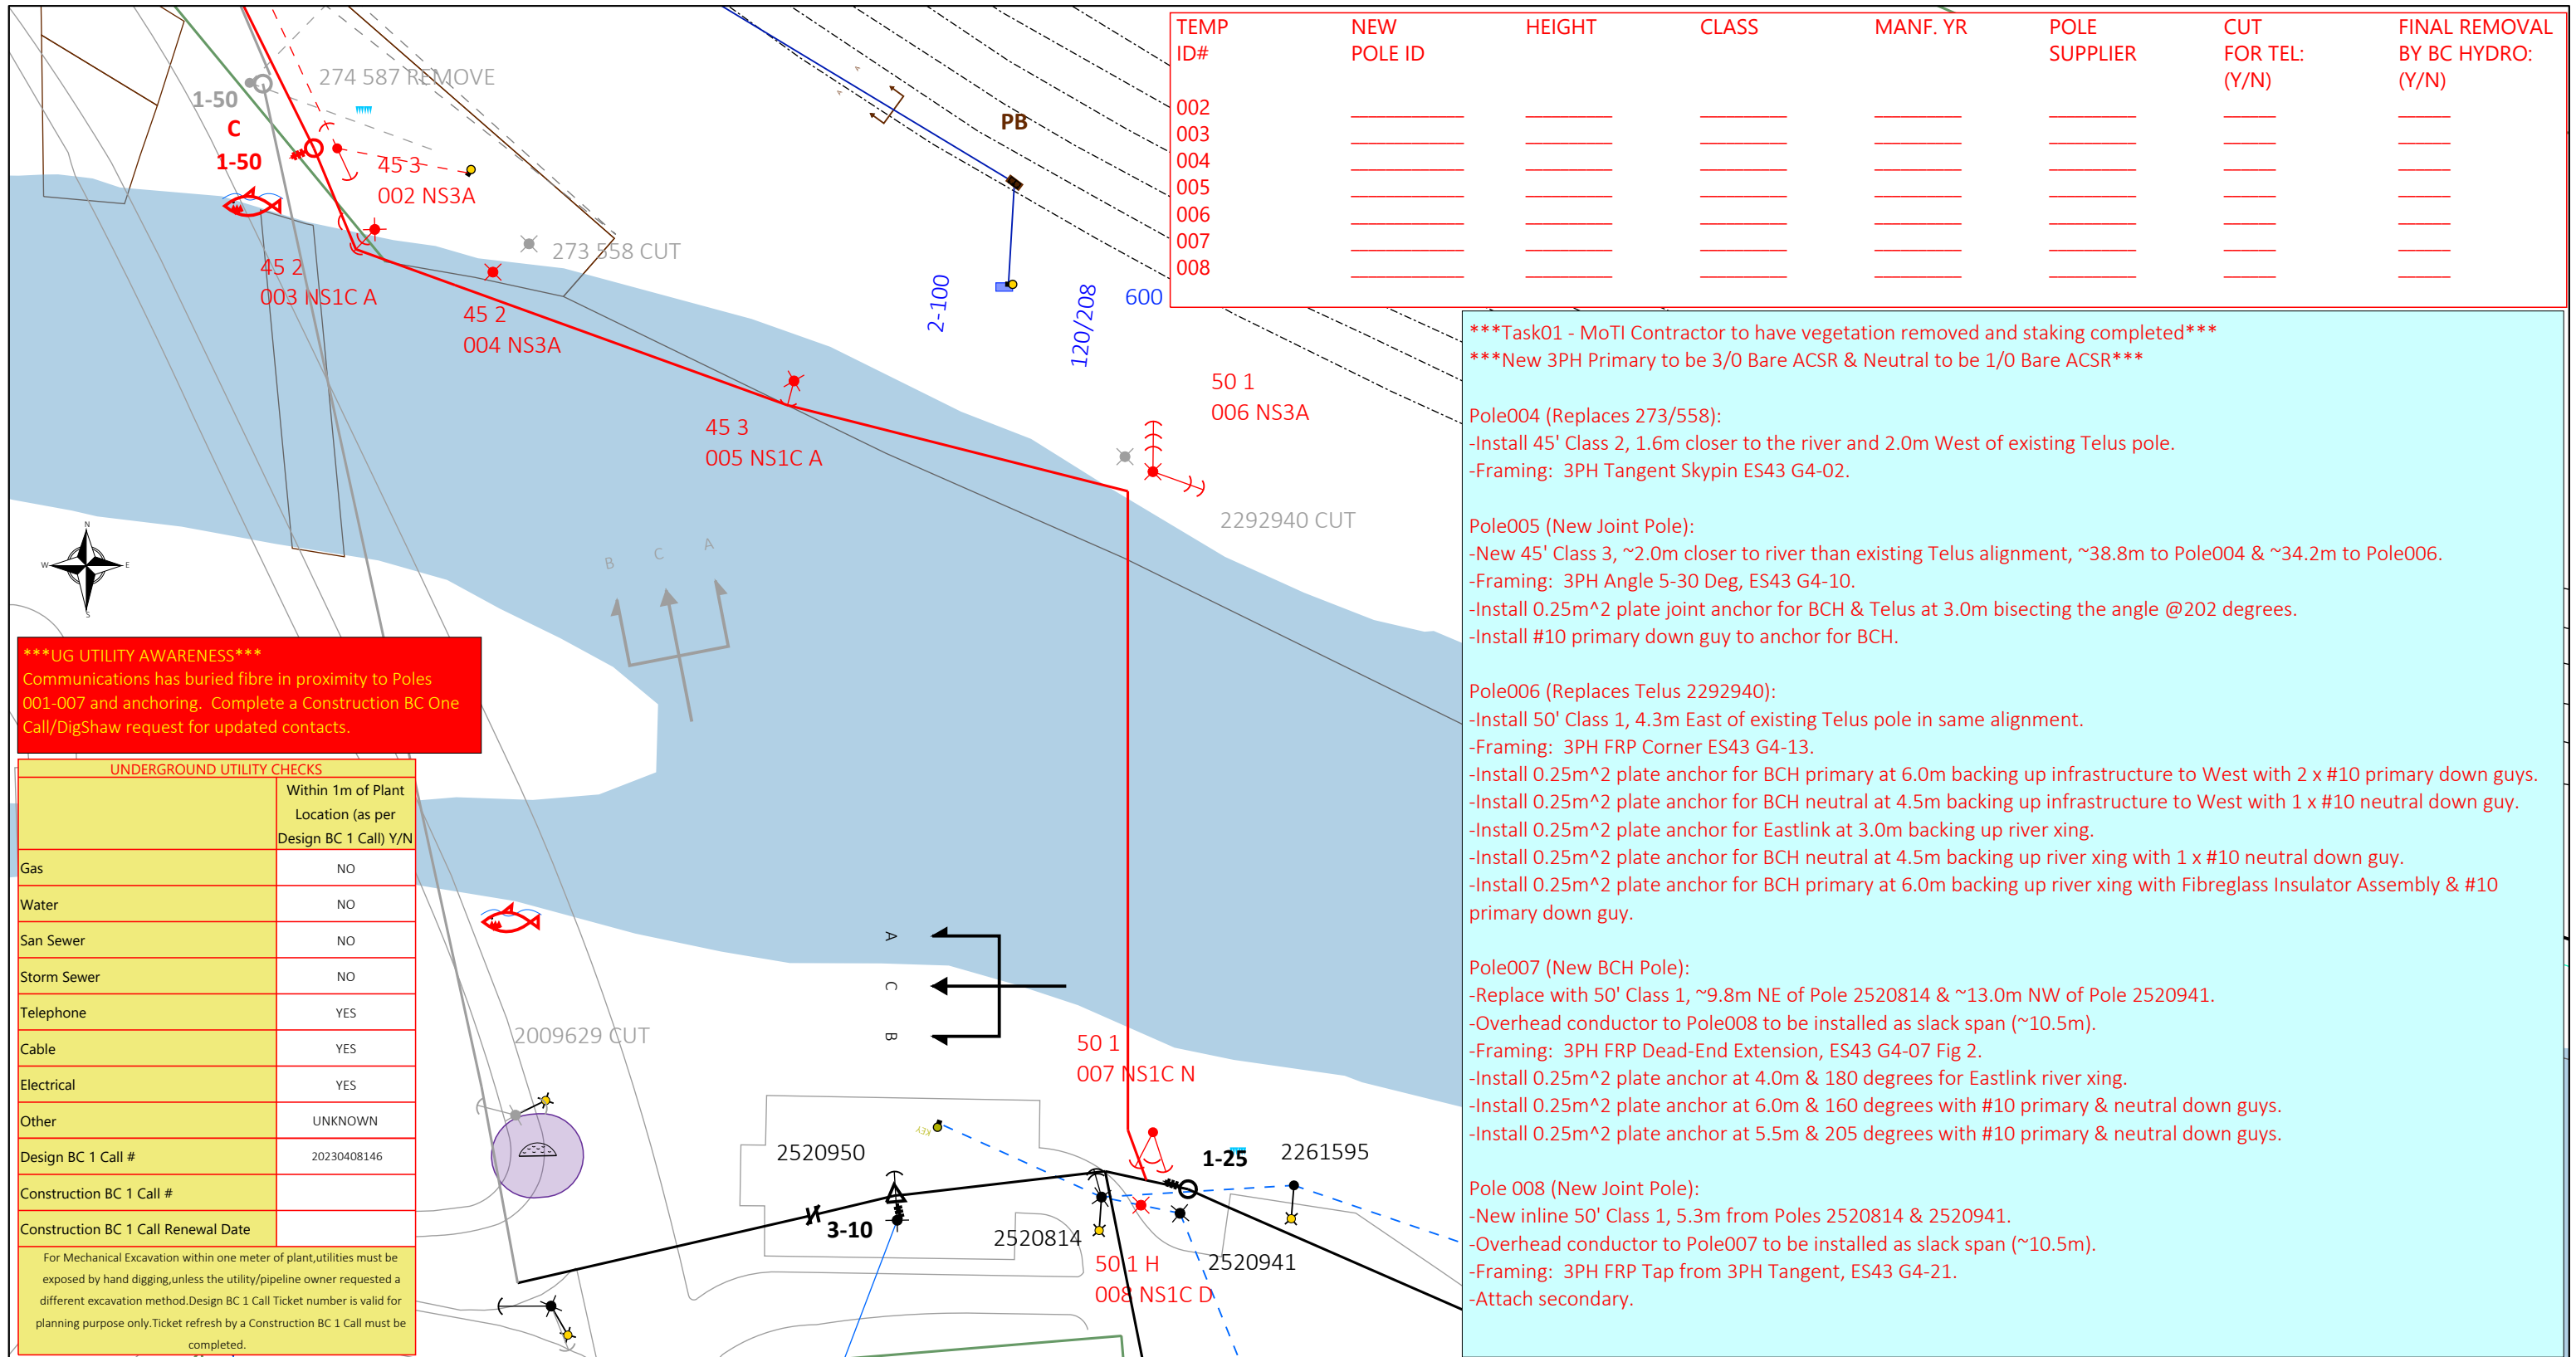 TEMP ID# NEW POLE ID HEIGHT CLASS MANF. YR POLE SUPPLIER CUT FOR TEL: (Y/N) FINAL REMOVAL BY BC HYDRO: (Y/N)
002
003
004
005
006
007
008
274 587 REMOVE
1-50
C
1-50
45 3
002 NS3A
273 558 CUT
45 2
003 NS1C A
45 2
004 NS3A
PB
2-100
120/208
600
45 3
005 NS1C A
50 1
006 NS3A
2292940 CUT
B C A
N
W E
S
***UG UTILITY AWARENESS***
Communications has buried fibre in proximity to Poles
001-007 and anchoring.  Complete a Construction BC One
Call/DigShaw request for updated contacts.
UNDERGROUND UTILITY CHECKS
Within 1m of Plant
Location (as per
Design BC 1 Call) Y/N
Gas NO
Water NO
San Sewer NO
Storm Sewer NO
Telephone YES
Cable YES
Electrical YES
Other UNKNOWN
Design BC 1 Call # 20230408146
Construction BC 1 Call #
Construction BC 1 Call Renewal Date
For Mechanical Excavation within one meter of plant,utilities must be
exposed by hand digging,unless the utility/pipeline owner requested a
different excavation method.Design BC 1 Call Ticket number is valid for
planning purpose only.Ticket refresh by a Construction BC 1 Call must be
completed.
A
C
B
2009629 CUT
50 1
007 NS1C N
KEY
2520950
3-10
2520814
1-25
2261595
2520941
50 1 H
008 NS1C D
***Task01 - MoTI Contractor to have vegetation removed and staking completed***
***New 3PH Primary to be 3/0 Bare ACSR & Neutral to be 1/0 Bare ACSR***
Pole004 (Replaces 273/558):
-Install 45' Class 2, 1.6m closer to the river and 2.0m West of existing Telus pole.
-Framing:  3PH Tangent Skypin ES43 G4-02.
Pole005 (New Joint Pole):
-New 45' Class 3, ~2.0m closer to river than existing Telus alignment, ~38.8m to Pole004 & ~34.2m to Pole006.
-Framing:  3PH Angle 5-30 Deg, ES43 G4-10.
-Install 0.25m^2 plate joint anchor for BCH & Telus at 3.0m bisecting the angle @202 degrees.
-Install #10 primary down guy to anchor for BCH.
Pole006 (Replaces Telus 2292940):
-Install 50' Class 1, 4.3m East of existing Telus pole in same alignment.
-Framing:  3PH FRP Corner ES43 G4-13.
-Install 0.25m^2 plate anchor for BCH primary at 6.0m backing up infrastructure to West with 2 x #10 primary down guys.
-Install 0.25m^2 plate anchor for BCH neutral at 4.5m backing up infrastructure to West with 1 x #10 neutral down guy.
-Install 0.25m^2 plate anchor for Eastlink at 3.0m backing up river xing.
-Install 0.25m^2 plate anchor for BCH neutral at 4.5m backing up river xing with 1 x #10 neutral down guy.
-Install 0.25m^2 plate anchor for BCH primary at 6.0m backing up river xing with Fibreglass Insulator Assembly & #10
primary down guy.
Pole007 (New BCH Pole):
-Replace with 50' Class 1, ~9.8m NE of Pole 2520814 & ~13.0m NW of Pole 2520941.
-Overhead conductor to Pole008 to be installed as slack span (~10.5m).
-Framing:  3PH FRP Dead-End Extension, ES43 G4-07 Fig 2.
-Install 0.25m^2 plate anchor at 4.0m & 180 degrees for Eastlink river xing.
-Install 0.25m^2 plate anchor at 6.0m & 160 degrees with #10 primary & neutral down guys.
-Install 0.25m^2 plate anchor at 5.5m & 205 degrees with #10 primary & neutral down guys.
Pole 008 (New Joint Pole):
-New inline 50' Class 1, 5.3m from Poles 2520814 & 2520941.
-Overhead conductor to Pole007 to be installed as slack span (~10.5m).
-Framing:  3PH FRP Tap from 3PH Tangent, ES43 G4-21.
-Attach secondary.